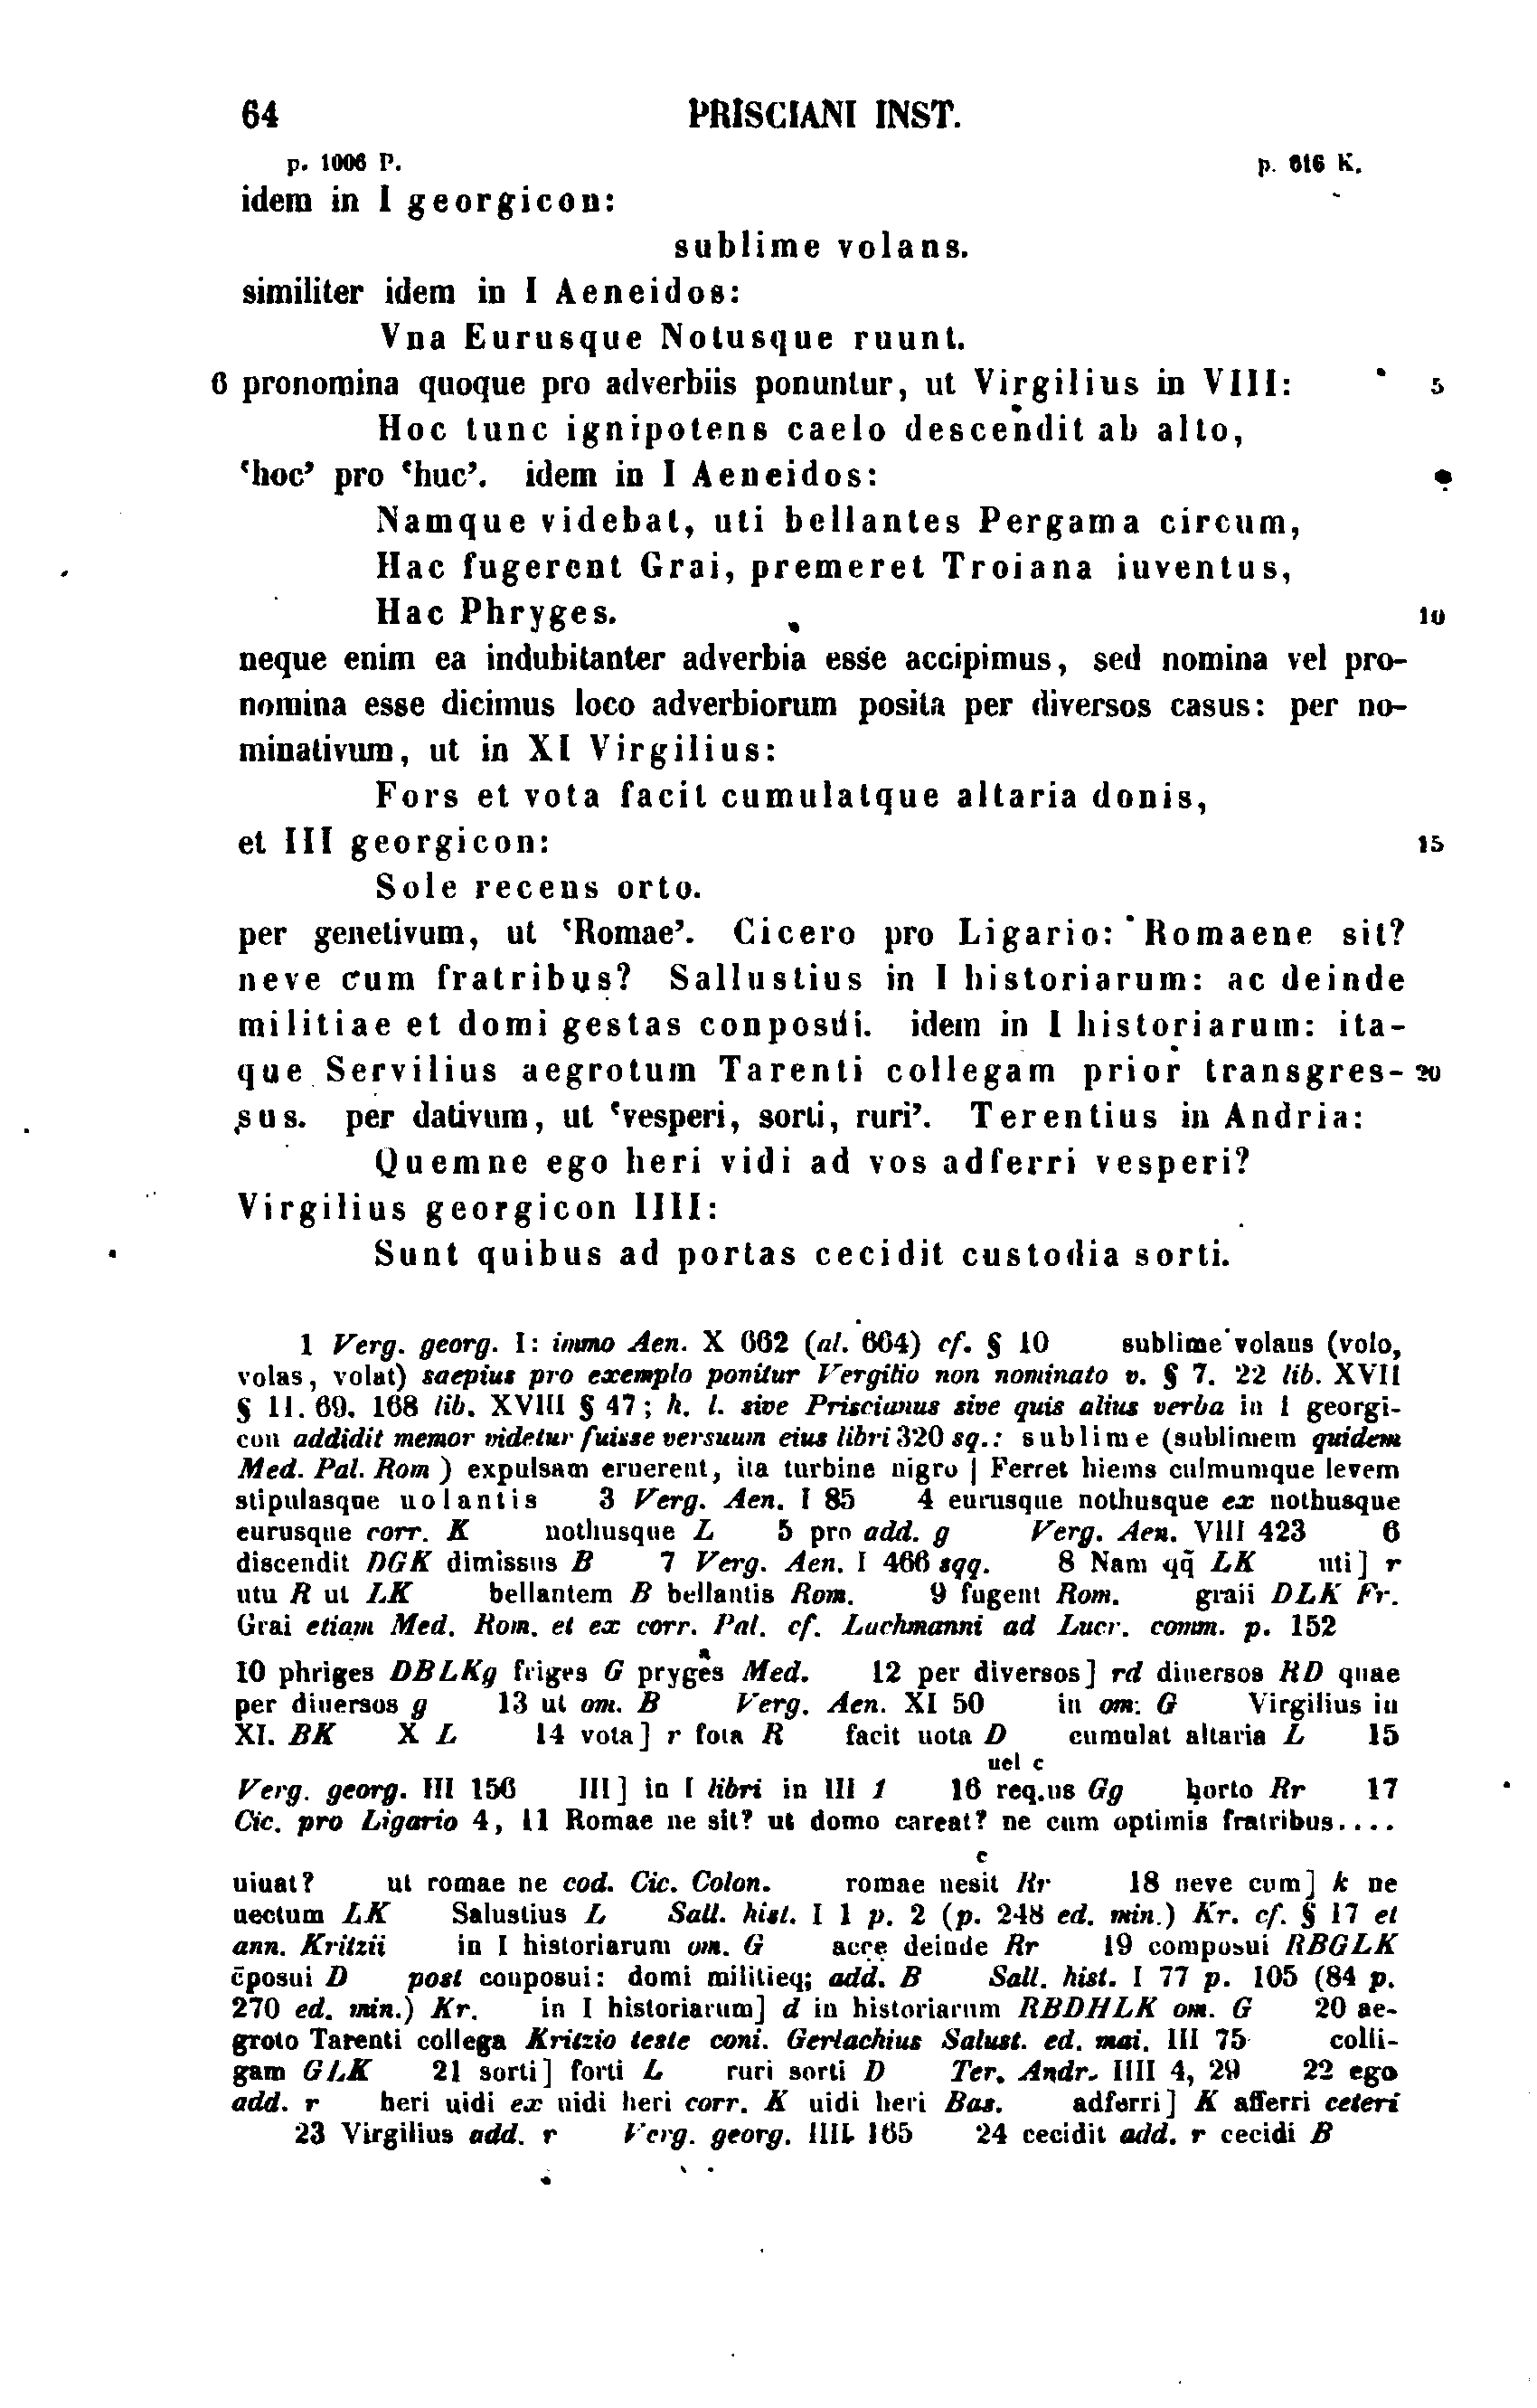 64 PRISCIANI INST.
p. 1006 P. p. 616 K.
idem in I georgicon:
sublime volans.
similiter idem in I Aeneidos:
Vna Eurusque Notusque ruunt.
6 pronomina quoque pro adverbiis ponuntur, ut Virgilius in VIII: 5
Hoc tunc ignipotens caelo descendit ab alto,
‘hoc’ pro ‘huc’. idem in I Aeneidos:
Namque videbat, uti bellantes Pergama circum,
Hac fugerent Grai, premeret Troiana iuventus,
Hac Phryges. 10
neque enim ea indubitanter adverbia esse accipimus, sed nomina vel pro-
nomina esse dicimus loco adverbiorum posita per diversos casus: per no-
minativum, ut in XI Virgilius:
Fors et vota facit cumulatque altaria donis,
et III georgicon: 15
Sole recens orto.
per genetivum, ut ‘Romae’. Cicero pro Ligario: Romaene sit?
neve cum fratribus? Sallustius in I historiarum: ac deinde
militiae et domi gestas conposui. idem in I historiarum: ita-
que Servilius aegrotum Tarenti collegam prior transgres- 20
sus. per dativum, ut ‘vesperi, sorti, ruri’. Terentius in Andria:
Quemne ego heri vidi ad vos adferri vesperi?
Virgilius georgicon IIII:
Sunt quibus ad portas cecidit custodia sorti.
1 Verg. georg. I: immo Aen. X 662 (al. 664) cf. § 10 sublime volans (volo,
volas, volat) saepius pro exemplo ponitur Vergilio non nominato v. § 7. 22 lib. XVII
§ 11. 69. 168 lib. XVIII § 47; h. l. sive Priscianus sive quis alius verba in I georgi-
con addidit memor videtur fuisse versuum eius libri 320 sq.: sublime (sublimem quidem
Med. Pal. Rom) expulsam eruerent, ita turbine nigro | Ferret hiems culmumque levem
stipulasque uolantis 3 Verg. Aen. I 85 4 eurusque nothusque ex nothusque
eurusque corr. K nothusque L 5 pro add. g Verg. Aen. VIII 423 6
discendit DGK dimissus B 7 Verg. Aen. I 466 sqq. 8 Nam qq̄ LK uti] r
utu R ut LK bellantem B bellantis Rom. 9 fugent Rom. graii DLK Fr.
Grai etiam Med. Rom. et ex corr. Pal. cf. Lachmanni ad Lucr. comm. p. 152
10 phriges DBLKg friges G pryges Med. 12 per diversos] rd diuersos RD quae
per diuersos g 13 ut om. B Verg. Aen. XI 50 in om. G Virgilius in
XI. BK X L 14 vota] r fota R facit uota D cumulat altaria L 15
uel c
Verg. georg. III 156 III] in I libri in III f 16 req.us Gg ḥorto Rr 17
Cic. pro Ligario 4, 11 Romae ne sit? ut domo careat? ne cum optimis fratribus....
c
uiuat? ut romae ne cod. Cic. Colon. romae nesit Rr 18 neve cum] k ne
uectum LK Salustius L Sall. hist. I 1 p. 2 (p. 248 ed. min.) Kr. cf. § 17 et
ann. Kritzii in I historiarum om. G acc̣ẹ deinde Rr 19 composui RBGLK
c̄posui D post conposui: domi militieq; add. B Sall. hist. I 77 p. 105 (84 p.
270 ed. min.) Kr. in I historiarum] d in historiarum RBDHLK om. G 20 ae-
groto Tarenti collega Kritzio teste coni. Gerlachius Salust. ed. mai. III 75 colli-
gam GLK 21 sorti] forti L ruri sorti D Ter. Andr. IIII 4, 29 22 ego
add. r heri uidi ex uidi heri corr. K uidi heri Bas. adferri] K afferri ceteri
23 Virgilius add. r Verg. georg. IIII 165 24 cecidit add. r cecidi B